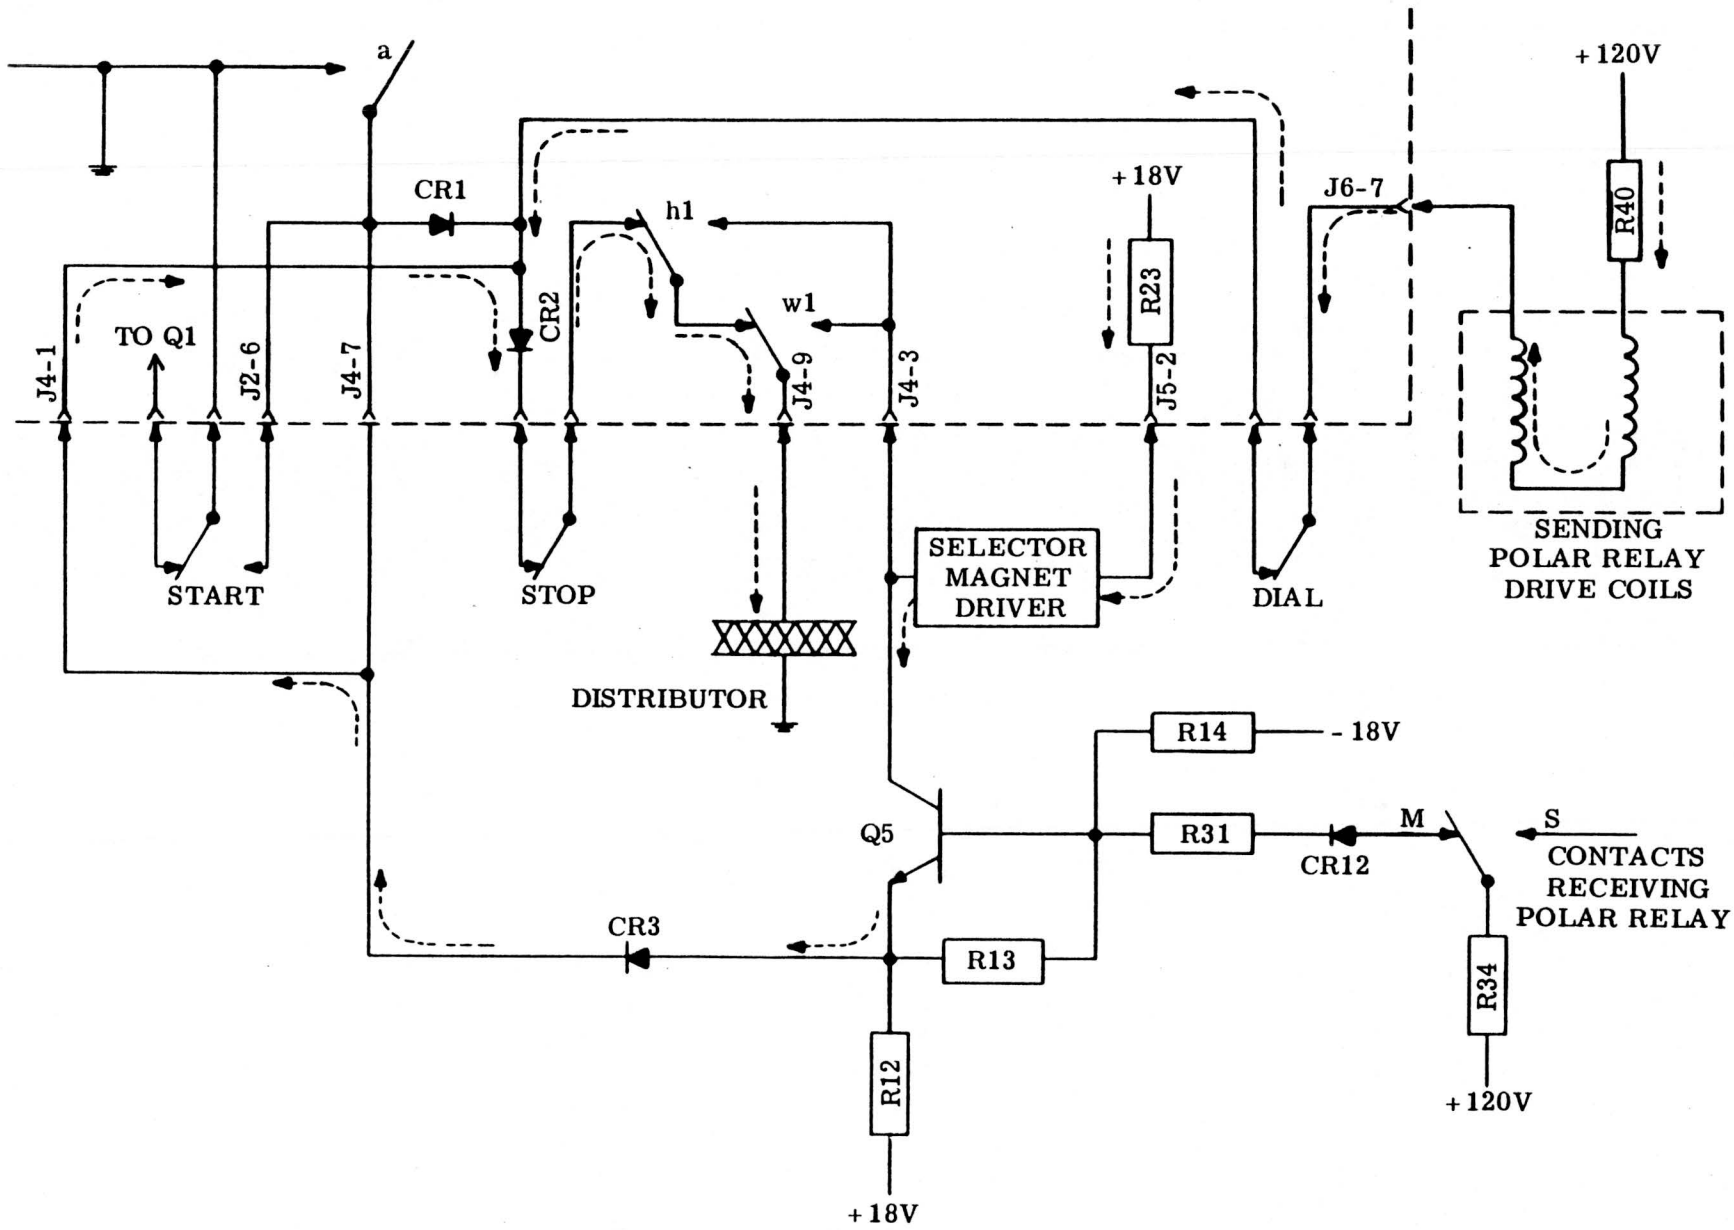 a
+120V
CR1
+18V
J6-7
R40
h1
R23
w1
CR2
TO Q1
J4-1
J2-6
J4-7
J4-9
J4-3
J5-2
SENDING
POLAR RELAY
DRIVE COILS
SELECTOR
MAGNET
DRIVER
START
STOP
DIAL
DISTRIBUTOR
R14
- 18V
Q5
R31
M
S
CR12
CONTACTS
RECEIVING
POLAR RELAY
CR3
R13
R34
R12
+120V
+18V